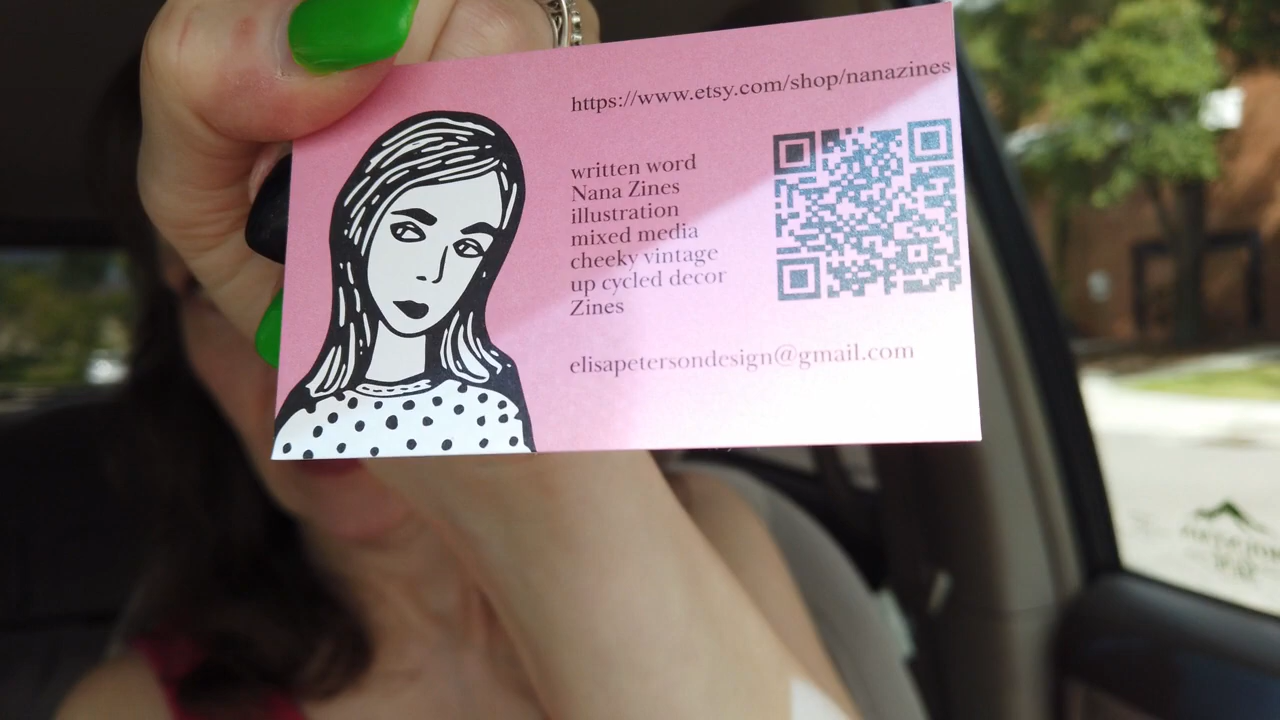 https://www.etsy.com/shop/nanazines
written word
Nana Zines
illustration
mixed media
cheeky vintage
up cycled decor
Zines
elisapetersondesign@gmail.com